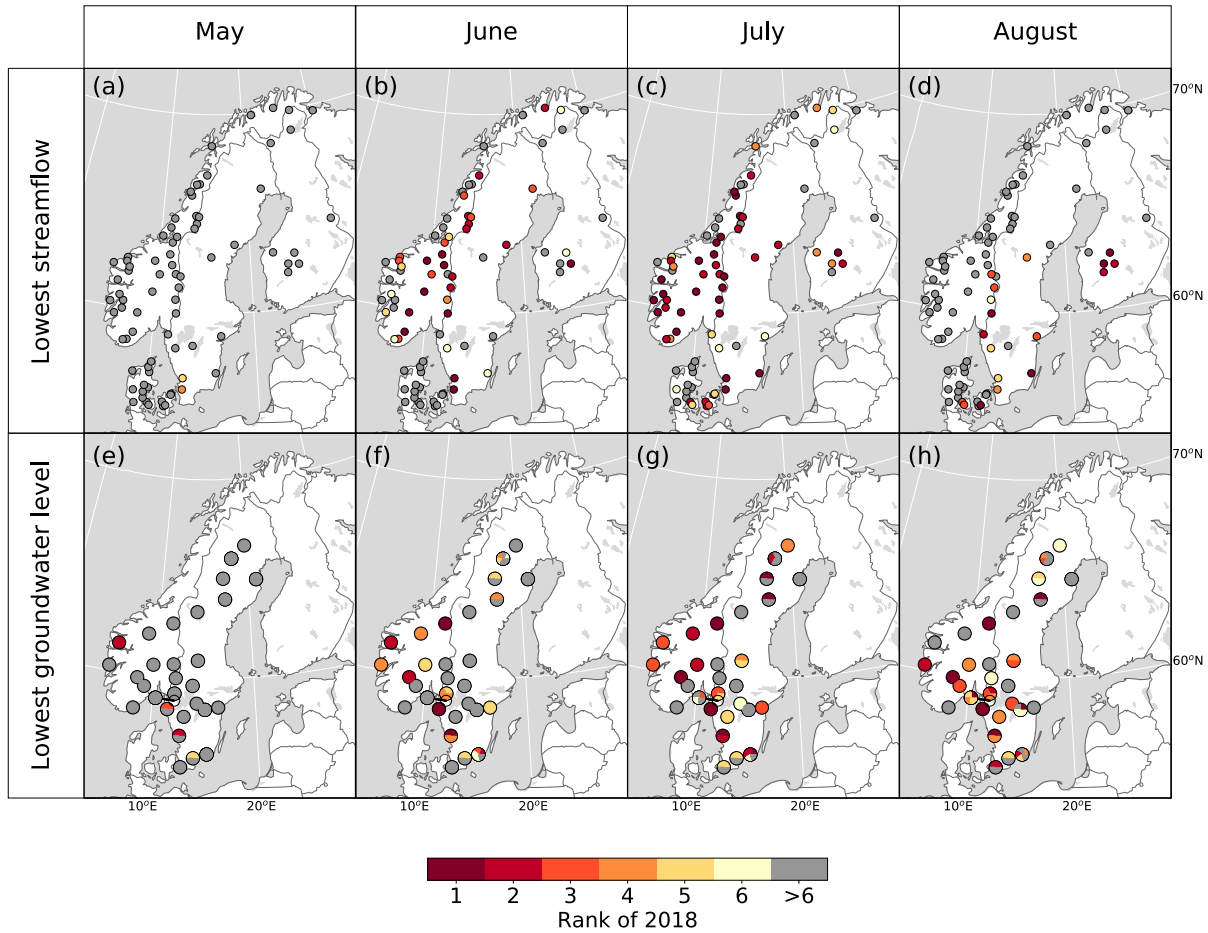 May
June
July
August
Lowest streamflow
(a)
(b)
(c)
(d)
70°N
60°N
Lowest groundwater level
(e)
(f)
(g)
(h)
70°N
60°N
10°E
20°E
10°E
20°E
10°E
20°E
10°E
20°E
1
2
3
4
5
6
>6
Rank of 2018